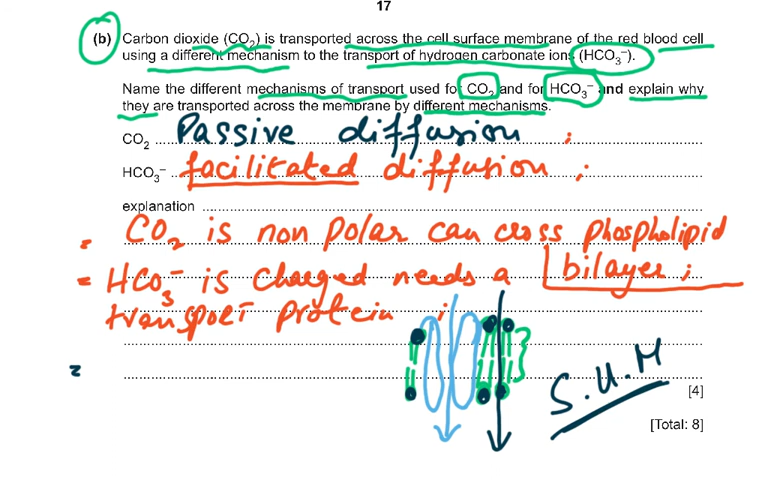 17
(b) Carbon dioxide (CO₂) is transported across the cell surface membrane of the red blood cell
using a different mechanism to the transport of hydrogen carbonate ions (HCO₃⁻).
Name the different mechanisms of transport used for CO₂ and for HCO₃⁻ and explain why
they are transported across the membrane by different mechanisms.
CO₂ Passive diffusion ;
HCO₃⁻ facilitated diffusion ;
explanation
= CO₂ is non polar can cross phospholipid
bilayer ;
= HCO₃⁻ is charged needs a
transport protein ;
S.U.M
[4]
[Total: 8]